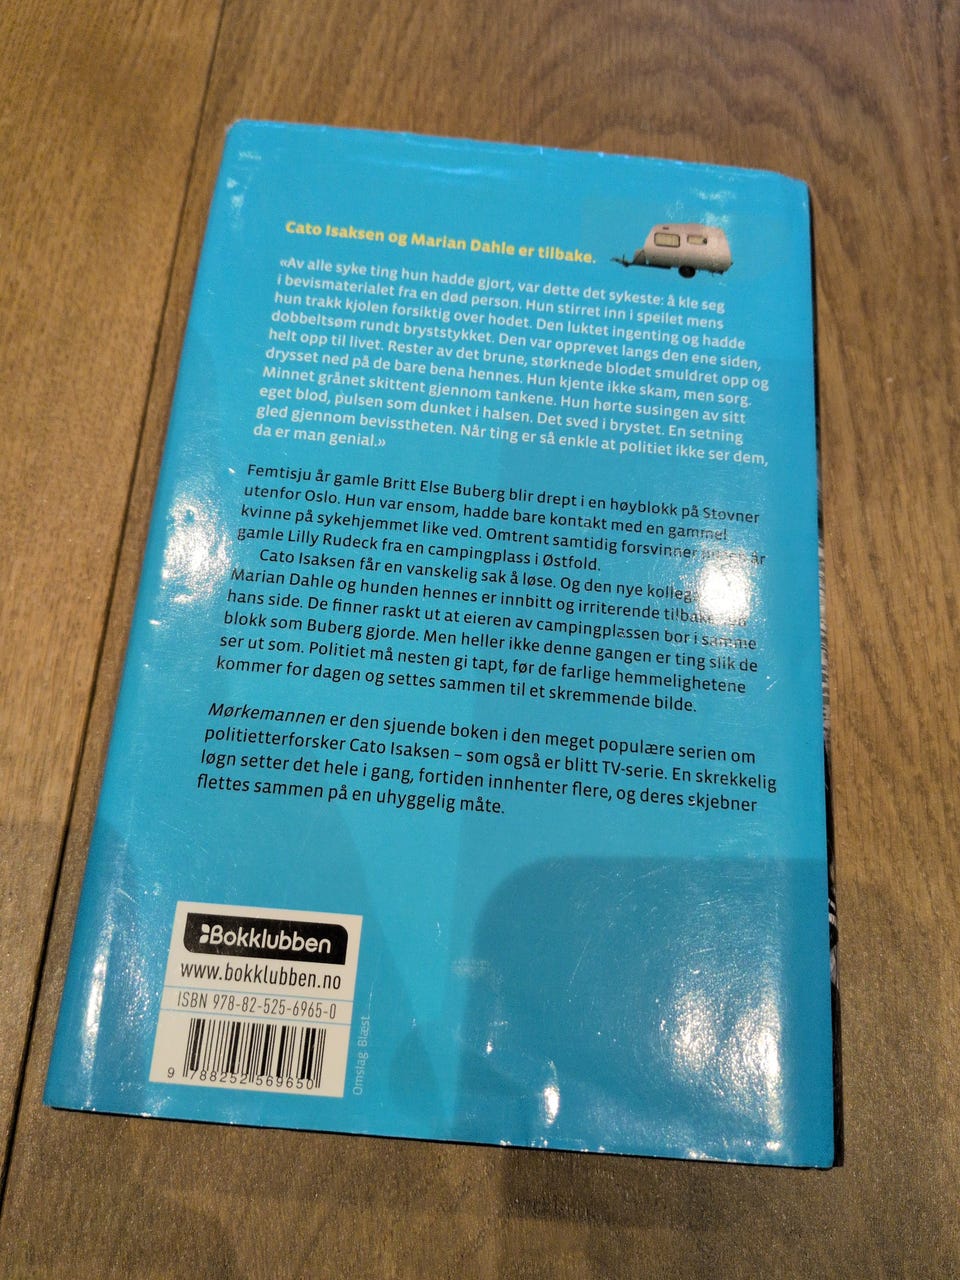 Cato Isaksen og Marian Dahle er tilbake.
«Av alle syke ting hun hadde gjort, var dette det sykeste: å kle seg
i bevismaterialet fra en død person. Hun stirret inn i speilet mens
hun trakk kjolen forsiktig over hodet. Den luktet ingenting og hadde
dobbeltsøm rundt bryststykket. Den var opprevet langs den ene siden,
helt opp til livet. Rester av det brune, størknede blodet smuldret opp og
drysset ned på de bare bena hennes. Hun kjente ikke skam, men sorg.
Minnet grånet skittent gjennom tankene. Hun hørte susingen av sitt
eget blod, pulsen som dunket i halsen. Det sved i brystet. En setning
gled gjennom bevisstheten. Når ting er så enkle at politiet ikke ser dem,
da er man genial.»
Femtisju år gamle Britt Else Buberg blir drept i en høyblokk på Stovner
utenfor Oslo. Hun var ensom, hadde bare kontakt med en gammel
kvinne på sykehjemmet like ved. Omtrent samtidig forsvinner år
gamle Lilly Rudeck fra en campingplass i Østfold.
Cato Isaksen får en vanskelig sak å løse. Og den nye
Marian Dahle og hunden hennes er innbitt og irriterende
hans side. De finner raskt ut at eieren av campingplassen bor i samme
blokk som Buberg gjorde. Men heller ikke denne gangen er ting slik de
ser ut som. Politiet må nesten gi tapt, før de farlige hemmelighetene
kommer for dagen og settes sammen til et skremmende bilde.
Mørkemannen er den sjuende boken i den meget populære serien om
politietterforsker Cato Isaksen – som også er blitt TV-serie. En skrekkelig
løgn setter det hele i gang, fortiden innhenter flere, og deres skjebner
flettes sammen på en uhyggelig måte.
Bokklubben
www.bokklubben.no
ISBN 978-82-525-6965-0
9 788252 569650
Omslag Blæst